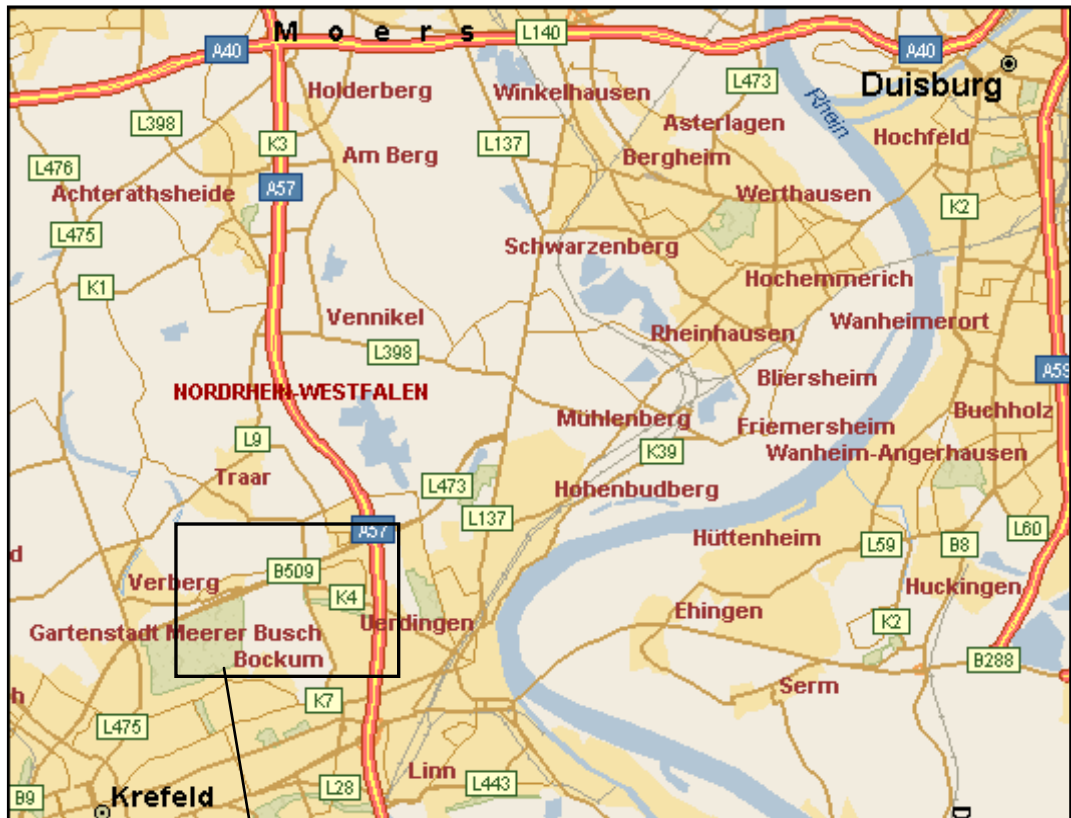 M o e r s
L140
A40
A40
L473
Duisburg
Rhein
Holderberg
Winkelhausen
L398
Asterlagen
Hochfeld
K3
L137
Am Berg
Bergheim
L476
A57
Achterathsheide
Werthausen
K2
L475
Schwarzenberg
K1
Hochemmerich
Vennikel
Rheinhausen
Wanheimerort
L398
A59
Bliersheim
NORDRHEIN-WESTFALEN
Mühlenberg
Friemersheim
Buchholz
L9
K39
Wanheim-Angerhausen
Traar
L473
Hohenbudberg
L137
A57
Hüttenheim
L59
B8
L60
d
B509
Verberg
K4
Huckingen
Ehingen
Uerdingen
K2
Gartenstadt Meerer Busch
Bockum
B288
Serm
h
K7
L475
Linn
L28
L443
B9
Krefeld
D